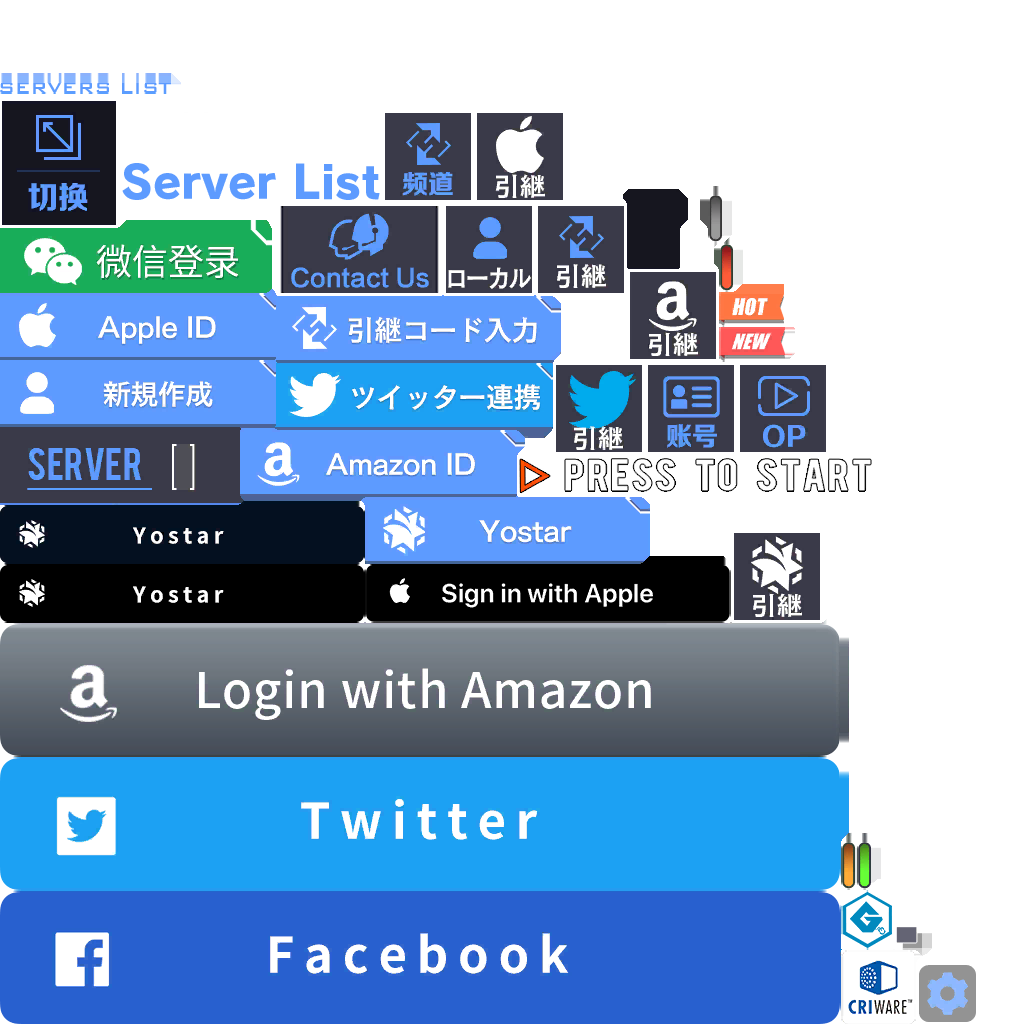 SERVERS LIST
切换
Server List
频道
引継
微信登录
Contact Us
ローカル
引継
Apple ID
引継コード入力
引継
HOT
NEW
新規作成
ツイッター連携
引継
账号
OP
SERVER []
Amazon ID
PRESS TO START
Yostar
Yostar
Yostar
Sign in with Apple
引継
Login with Amazon
Twitter
Facebook
CRIWARE™